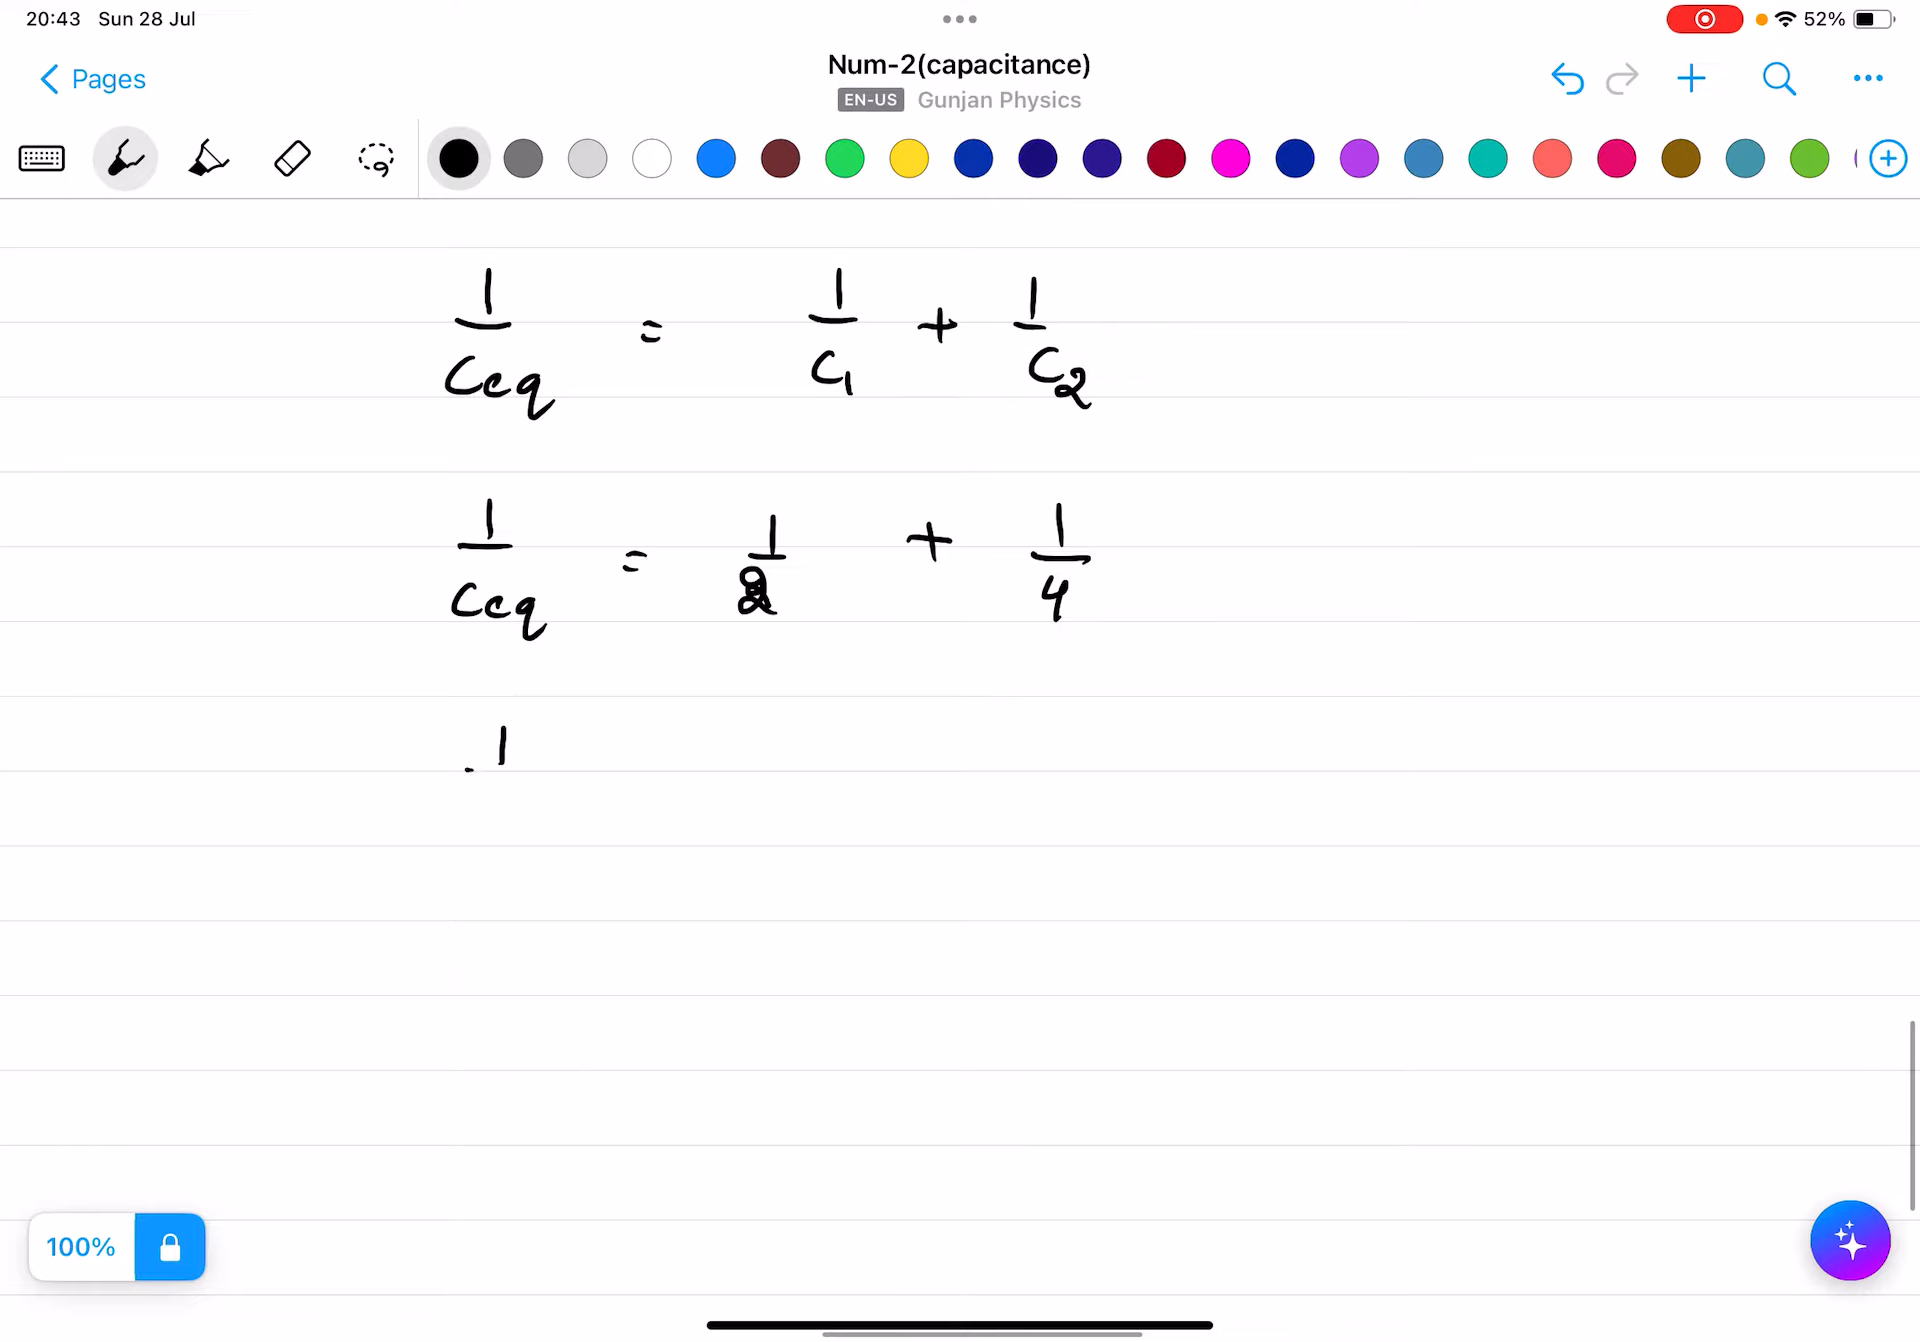 20:43 Sun 28 Jul
52%
Num-2(capacitance)
Pages
EN-US Gunjan Physics
1/Ceq = 1/C1 + 1/C2
1/Ceq = 1/2 + 1/4
1
100%